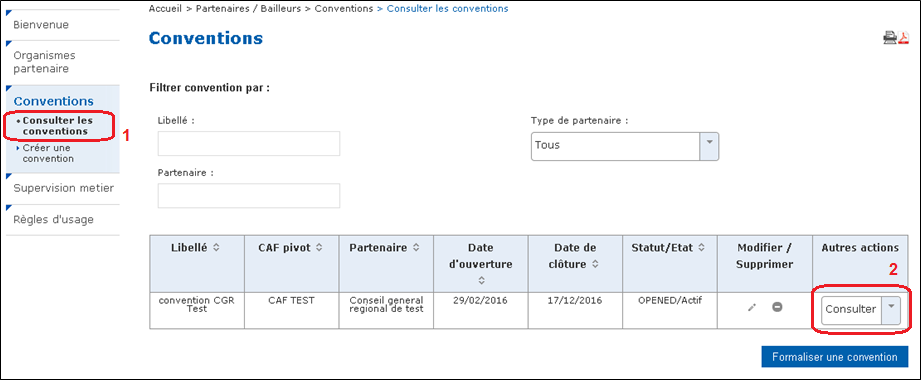 Accueil > Partenaires / Bailleurs > Conventions > Consulter les conventions
Bienvenue
Organismes
partenaire
Conventions
Consulter les
conventions
1
Créer une
convention
Supervision metier
Règles d'usage
Conventions
Filtrer convention par :
Libellé :
Type de partenaire :
Tous
Partenaire :
Libellé CAF pivot Partenaire Date d'ouverture Date de clôture Statut/Etat Modifier / Supprimer Autres actions
2
convention CGR Test CAF TEST Conseil general regional de test 29/02/2016 17/12/2016 OPENED/Actif Consulter
Formaliser une convention